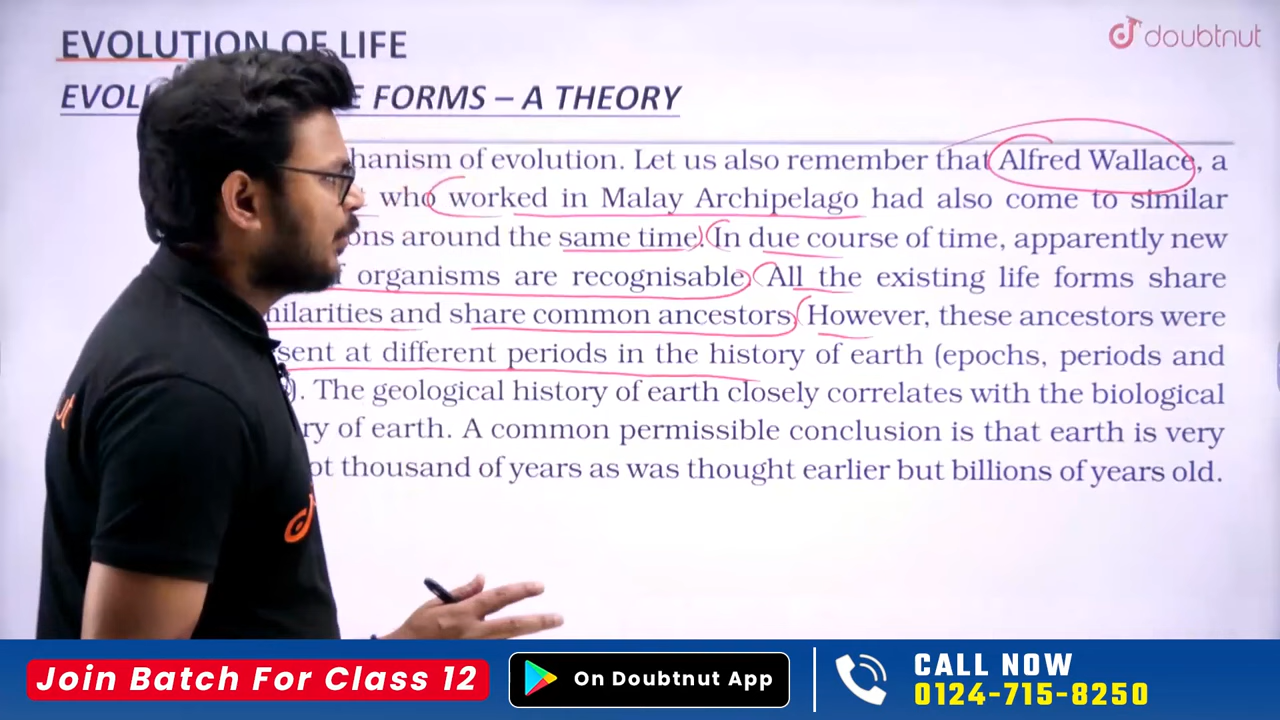 EVOLUTION OF LIFE
doubtnut
EVOL E FORMS – A THEORY
hanism of evolution. Let us also remember that Alfred Wallace, a
who worked in Malay Archipelago had also come to similar
ons around the same time. In due course of time, apparently new
f organisms are recognisable. All the existing life forms share
ilarities and share common ancestors. However, these ancestors were
sent at different periods in the history of earth (epochs, periods and
). The geological history of earth closely correlates with the biological
ry of earth. A common permissible conclusion is that earth is very
ot thousand of years as was thought earlier but billions of years old.
ut
Join Batch For Class 12
On Doubtnut App
CALL NOW
0124-715-8250